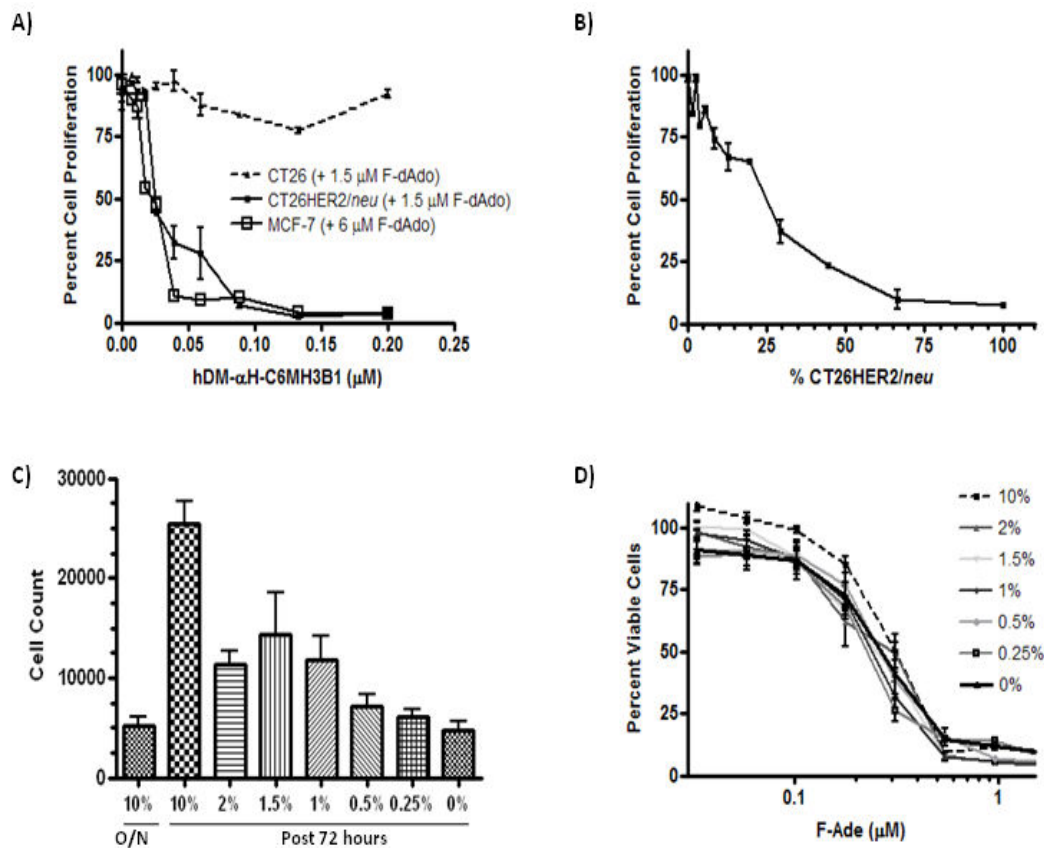 A)
100
75
50
25
0
Percent Cell Proliferation
CT26 (+ 1.5 μM F-dAdo)
CT26HER2/neu (+ 1.5 μM F-dAdo)
MCF-7 (+ 6 μM F-dAdo)
0.00 0.05 0.10 0.15 0.20 0.25
hDM-αH-C6MH3B1 (μM)
B)
100
75
50
25
0
Percent Cell Proliferation
0 25 50 75 100
% CT26HER2/neu
C)
30000
20000
10000
0
Cell Count
10% 10% 2% 1.5% 1% 0.5% 0.25% 0%
O/N Post 72 hours
D)
100
75
50
25
0
Percent Viable Cells
10%
2%
1.5%
1%
0.5%
0.25%
0%
0.1 1
F-Ade (μM)